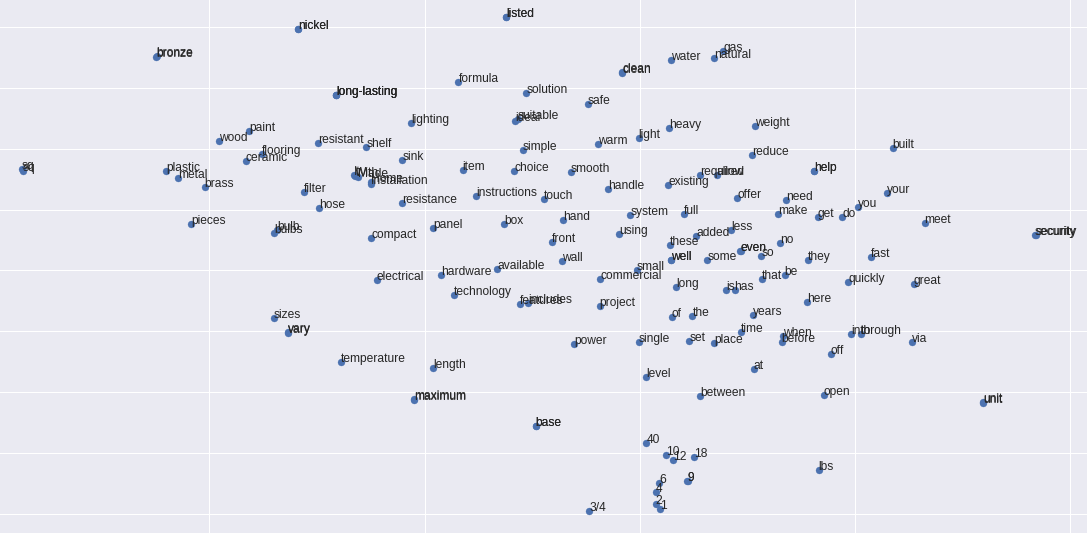 listed
nickel
gas
natural
bronze
water
clean
formula
long-lasting
solution
safe
suitable
lighting
paint
heavy
weight
wood
resistant
light
shelf
warm
built
flooring
simple
ceramic
reduce
sink
plastic
item
choice
smooth
required
help
metal
installation
existing
brass
filter
handle
your
instructions
touch
offer
need
resistance
hose
you
box
hand
system
full
make
get
do
meet
pieces
panel
bulb
bulbs
using
less
added
security
compact
front
these
even
no
wall
well
some
so
they
fast
available
small
hardware
electrical
commercial
that
be
quickly
great
technology
long
is
has
features
includes
project
here
sizes
of
the
years
vary
time
when
into
through
power
single
set
place
before
via
off
temperature
length
level
at
maximum
between
open
unit
base
40
10
12
18
lbs
6
9
4
2
1
3/4